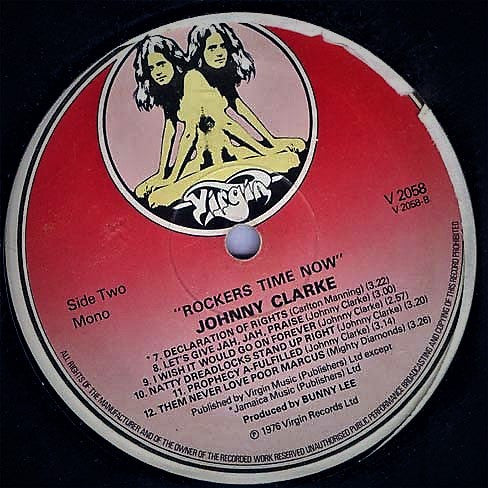 Virgin
V 2058
V 2058-B
Side Two
Mono
"ROCKERS TIME NOW"
JOHNNY CLARKE
* 7. DECLARATION OF RIGHTS (Carlton Manning) (3.22)
8. LET'S GIVE JAH, JAH, PRAISE (Johnny Clarke) (3.00)
9. I WISH IT WOULD GO ON FOREVER (Johnny Clarke) (2.57)
10. NATTY DREADLOCKS STAND UP RIGHT (Johnny Clarke) (3.20)
11. PROPHECY A-FULFILLED (Johnny Clarke) (3.14)
12. THEM NEVER LOVE POOR MARCUS (Mighty Diamonds) (3.26)
Published by Virgin Music (Publishers) Ltd except
* Jamaica Music (Publishers) Ltd
Produced by BUNNY LEE
℗ 1976 Virgin Records Ltd
ALL RIGHTS OF THE MANUFACTURER AND OF THE OWNER OF THE RECORDED WORK RESERVED UNAUTHORISED PUBLIC PERFORMANCE BROADCASTING AND COPYING OF THIS RECORD PROHIBITED